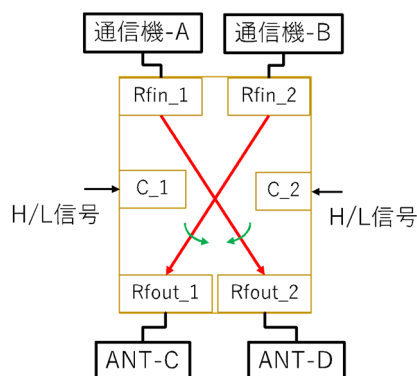 通信機-A
通信機-B
Rfin_1
Rfin_2
C_1
C_2
H/L信号
H/L信号
Rfout_1
Rfout_2
ANT-C
ANT-D